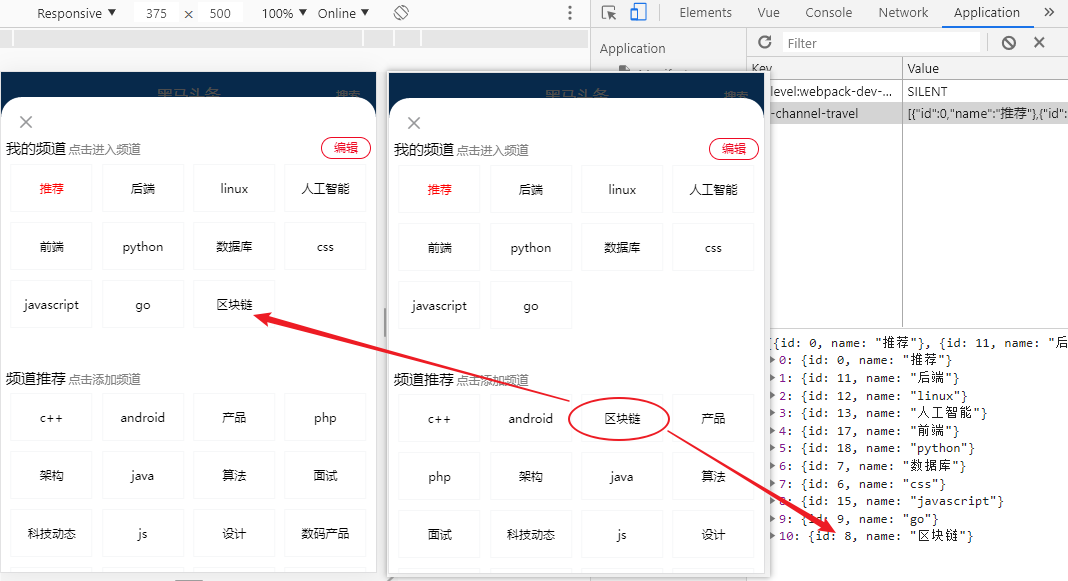 Responsive ▼ 375 × 500 100% ▼ Online ▼
Elements Vue Console Network Application »
Application
Filter
Key Value
level:webpack-dev-... SILENT
-channel-travel [{"id":0,"name":"推荐"},{"id":
黑马头条 搜索
我的频道 点击进入频道 编辑
推荐 后端 linux 人工智能
前端 python 数据库 css
javascript go 区块链
频道推荐 点击添加频道
c++ android 产品 php
架构 java 算法 面试
科技动态 js 设计 数码产品
黑马头条 搜索
我的频道 点击进入频道 编辑
推荐 后端 linux 人工智能
前端 python 数据库 css
javascript go
频道推荐 点击添加频道
c++ android 区块链 产品
php 架构 java 算法
面试 科技动态 js 设计
[{id: 0, name: "推荐"}, {id: 11, name: "后
0: {id: 0, name: "推荐"}
1: {id: 11, name: "后端"}
2: {id: 12, name: "linux"}
3: {id: 13, name: "人工智能"}
4: {id: 17, name: "前端"}
5: {id: 18, name: "python"}
6: {id: 7, name: "数据库"}
7: {id: 6, name: "css"}
8: {id: 15, name: "javascript"}
9: {id: 9, name: "go"}
10: {id: 8, name: "区块链"}